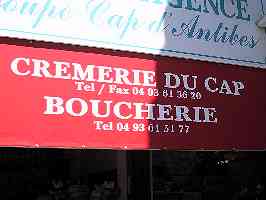 GENCE
oupe Cap d'Antibes
CREMERIE DU CAP
Tel / Fax 04 93 61 36 20
BOUCHERIE
Tel 04 93 61 51 77